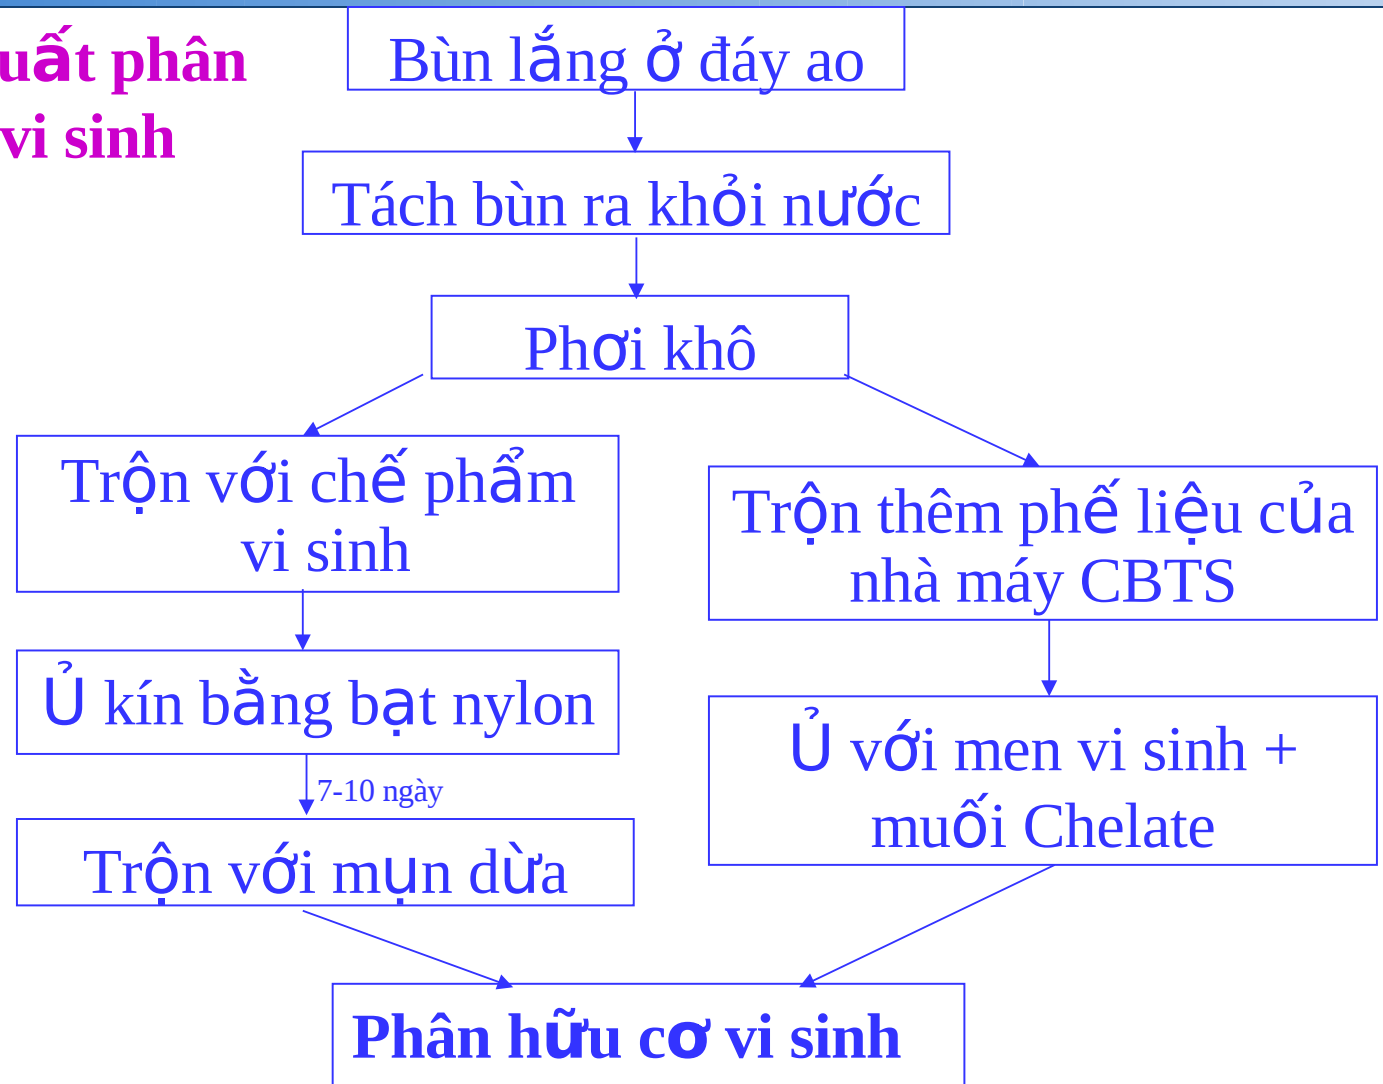 uất phân
vi sinh
Bùn lắng ở đáy ao
Tách bùn ra khỏi nước
Phơi khô
Trộn với chế phẩm
vi sinh
Ủ kín bằng bạt nylon
7-10 ngày
Trộn với mụn dừa
Trộn thêm phế liệu của
nhà máy CBTS
Ủ với men vi sinh +
muối Chelate
Phân hữu cơ vi sinh